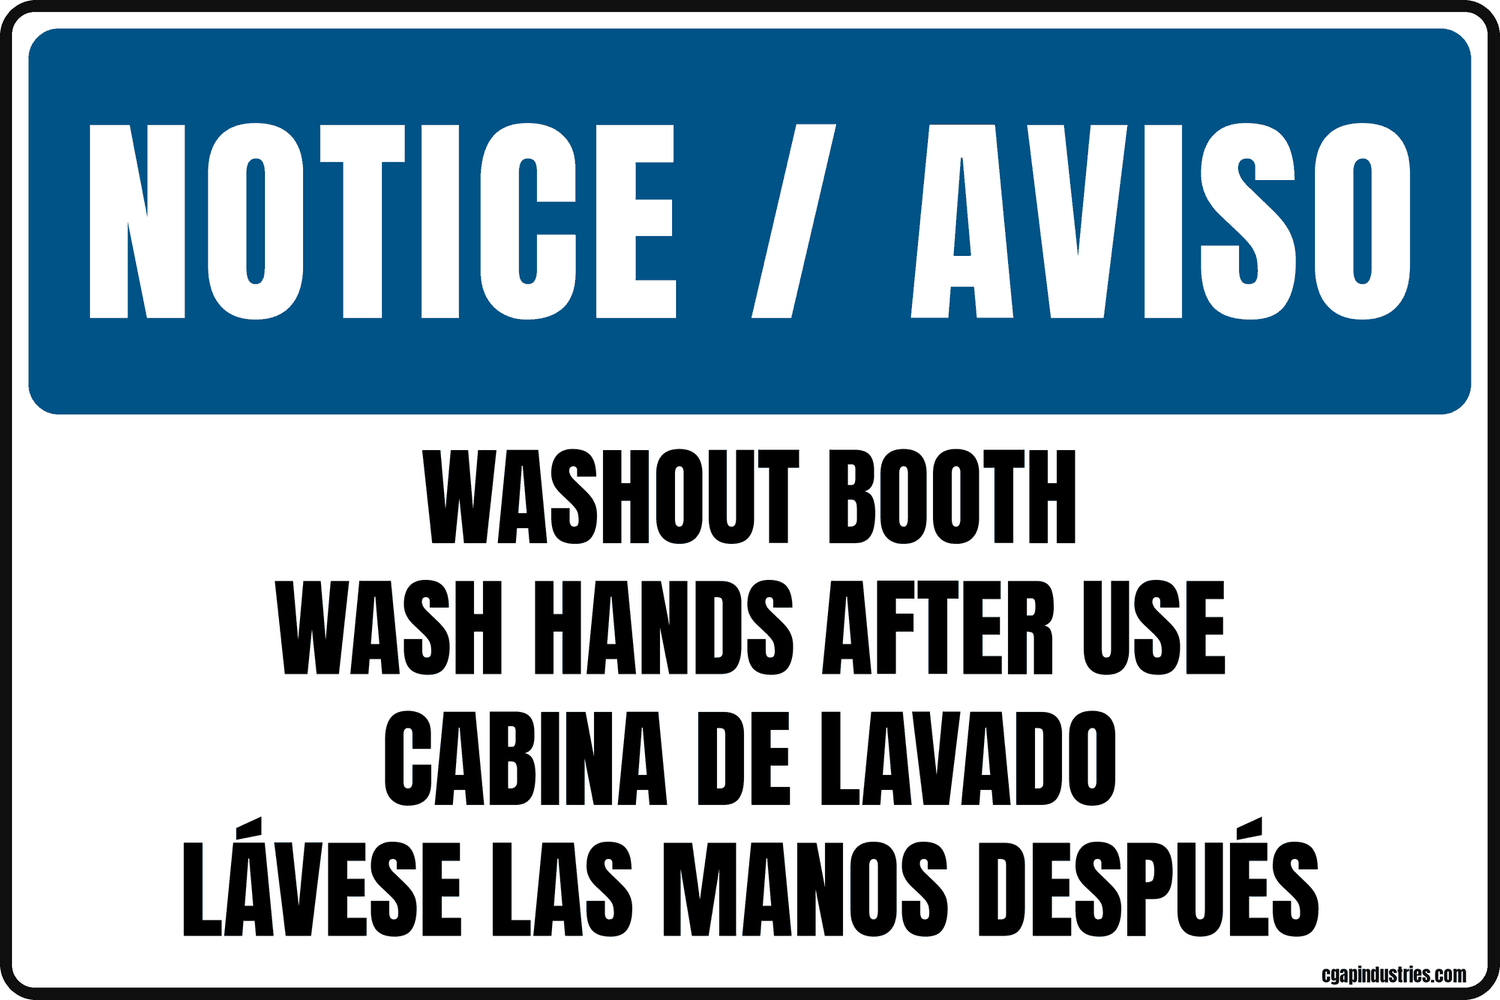 NOTICE / AVISO
WASHOUT BOOTH
WASH HANDS AFTER USE
CABINA DE LAVADO
LÁVESE LAS MANOS DESPUÉS
cgapindustries.com